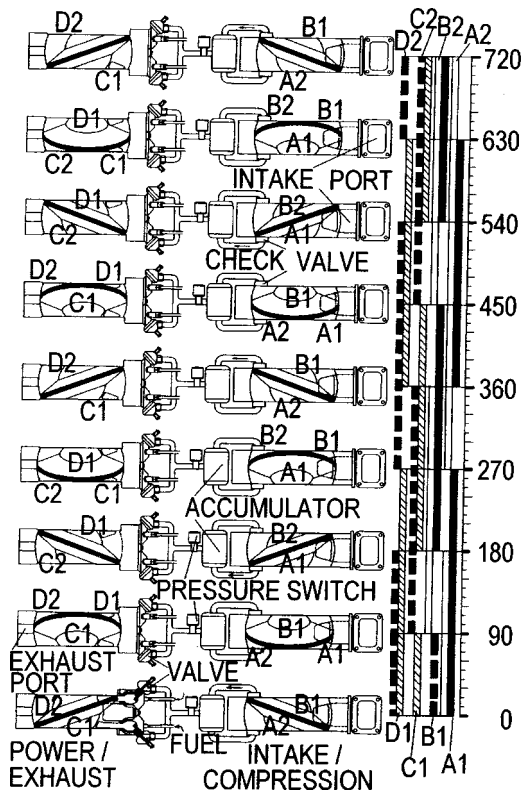 D2 B1 D2 C2 B2 A2
C1 A2 720
D1 B2 B1
C2 C1 A1 630
INTAKE PORT
D1 B2
C2 A1 540
CHECK VALVE
D2 D1 B1
C1 A2 A1 450
D2 B1
C1 A2 360
D1 B2 B1
C2 C1 A1 270
ACCUMULATOR
D1 B2
C2 A1 180
PRESSURE SWITCH
D2 D1 B1
C1 A2 A1 90
EXHAUST PORT VALVE
D2 B1
C1 A2 0
FUEL D1 C1 B1 A1
POWER / EXHAUST INTAKE / COMPRESSION